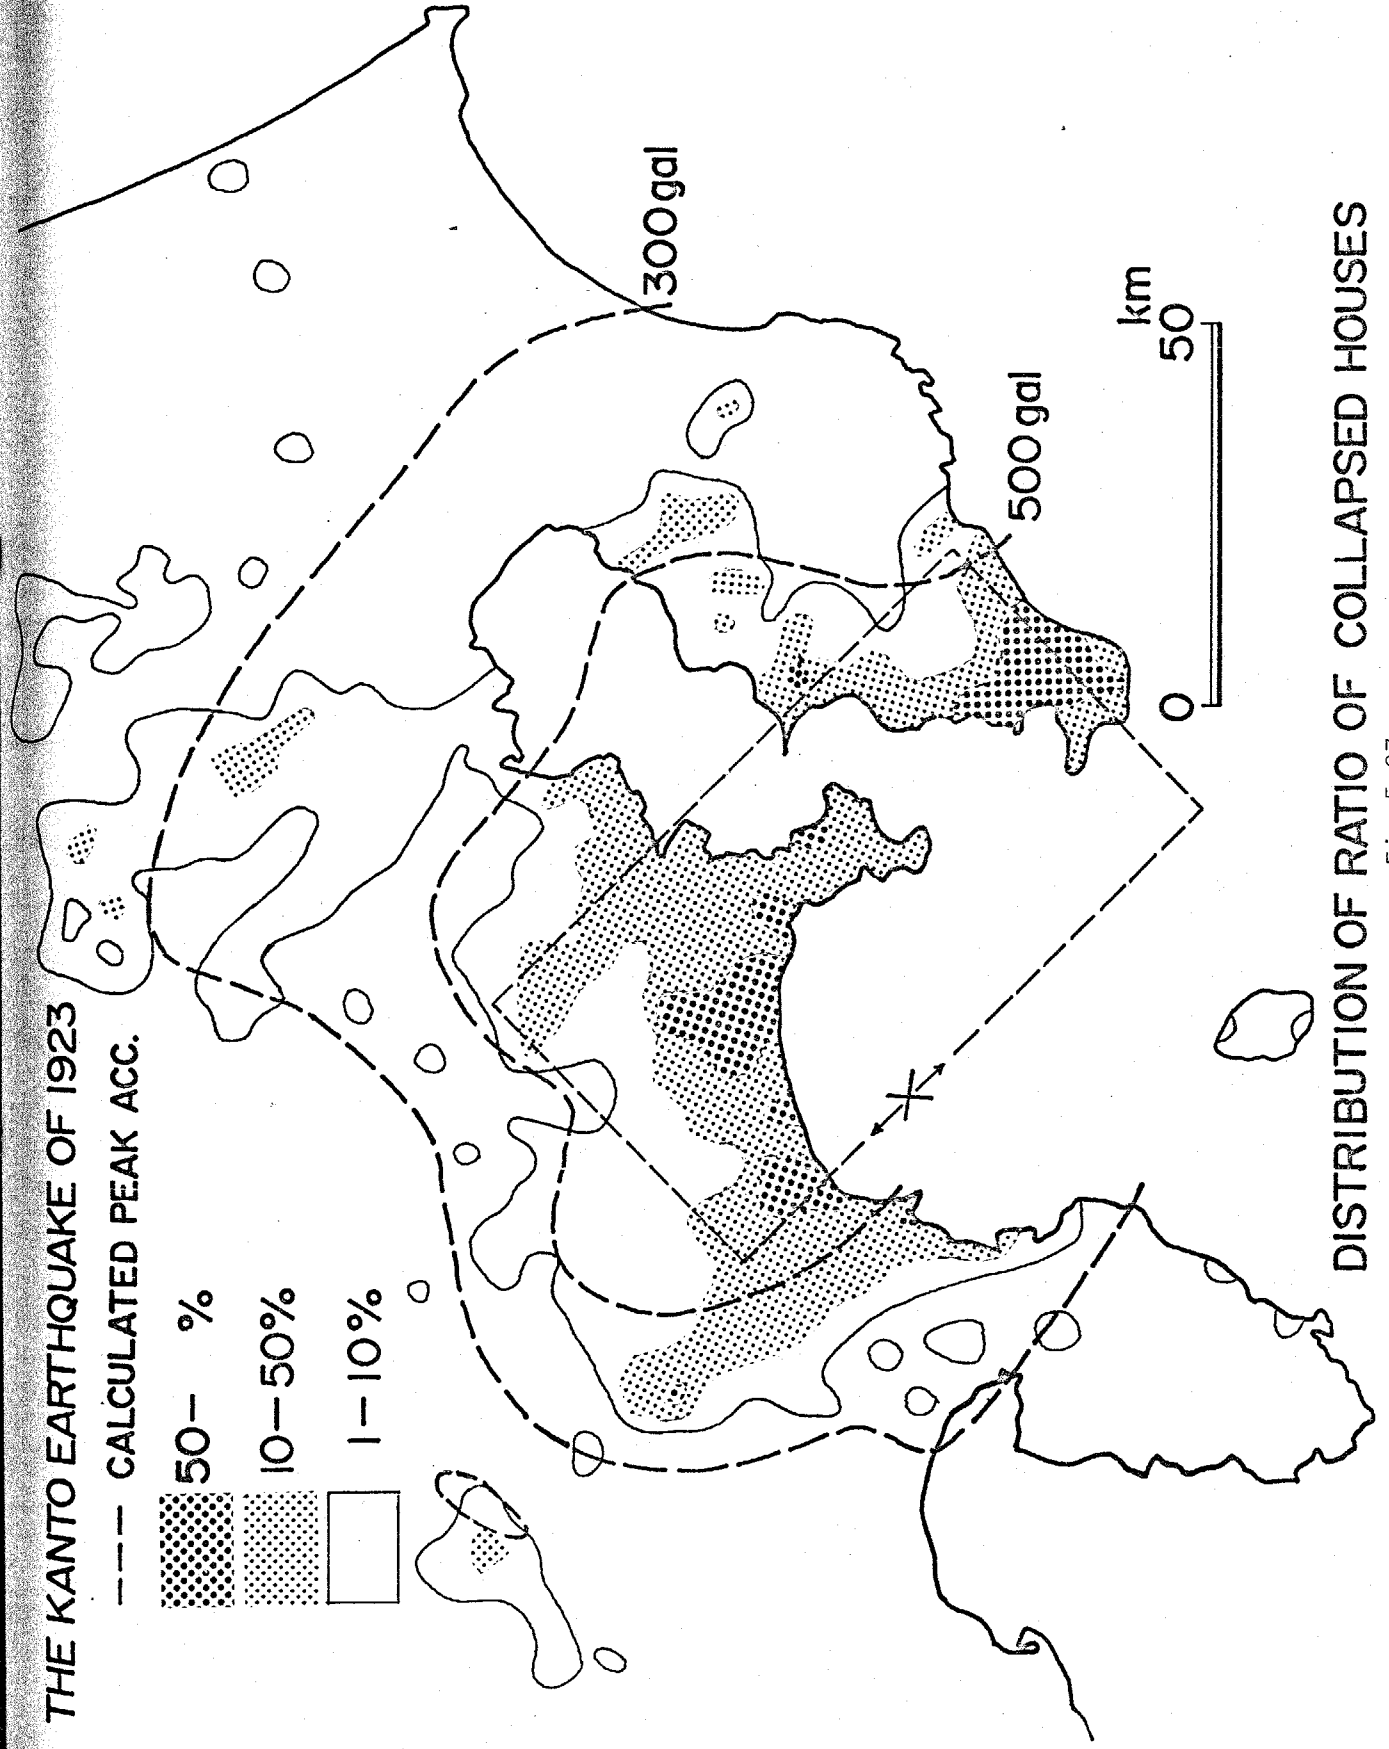 THE KANTO EARTHQUAKE OF 1923
--- CALCULATED PEAK ACC.
50— %
10—50%
1—10%
300gal
500gal
km
0 50
DISTRIBUTION OF RATIO OF COLLAPSED HOUSES